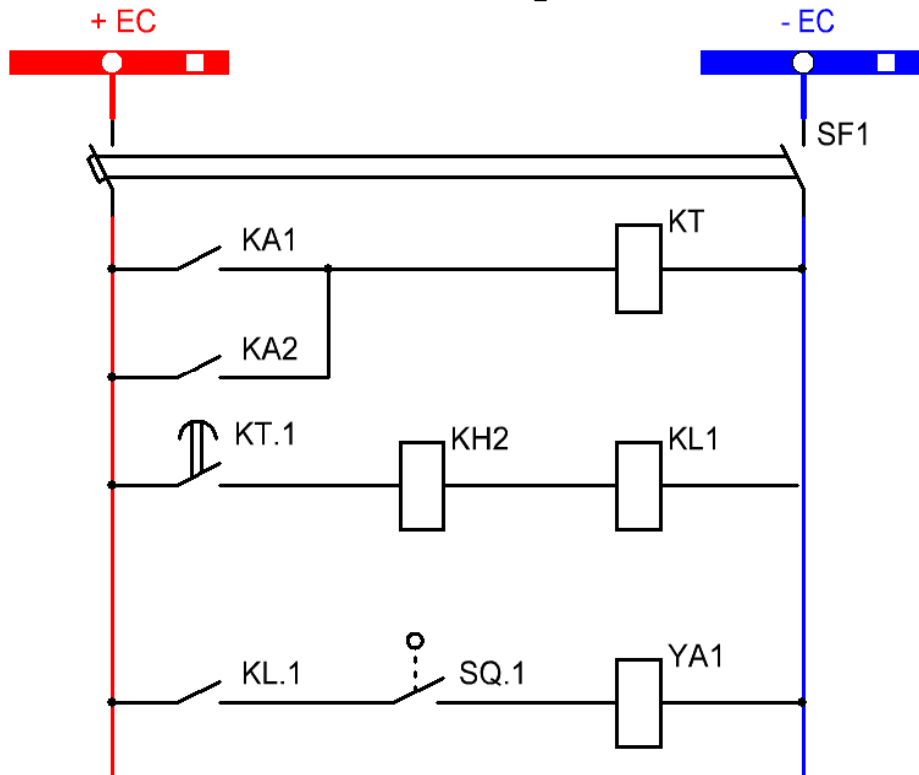 + EC
- EC
SF1
KA1
KT
KA2
KT.1
KH2
KL1
KL.1
SQ.1
YA1